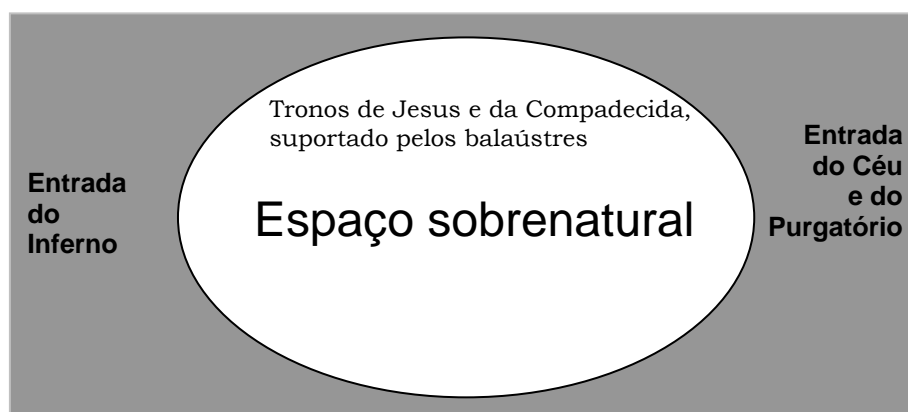 Tronos de Jesus e da Compadecida,
suportado pelos balaústres
Entrada
do
Inferno
Espaço sobrenatural
Entrada
do Céu
e do
Purgatório